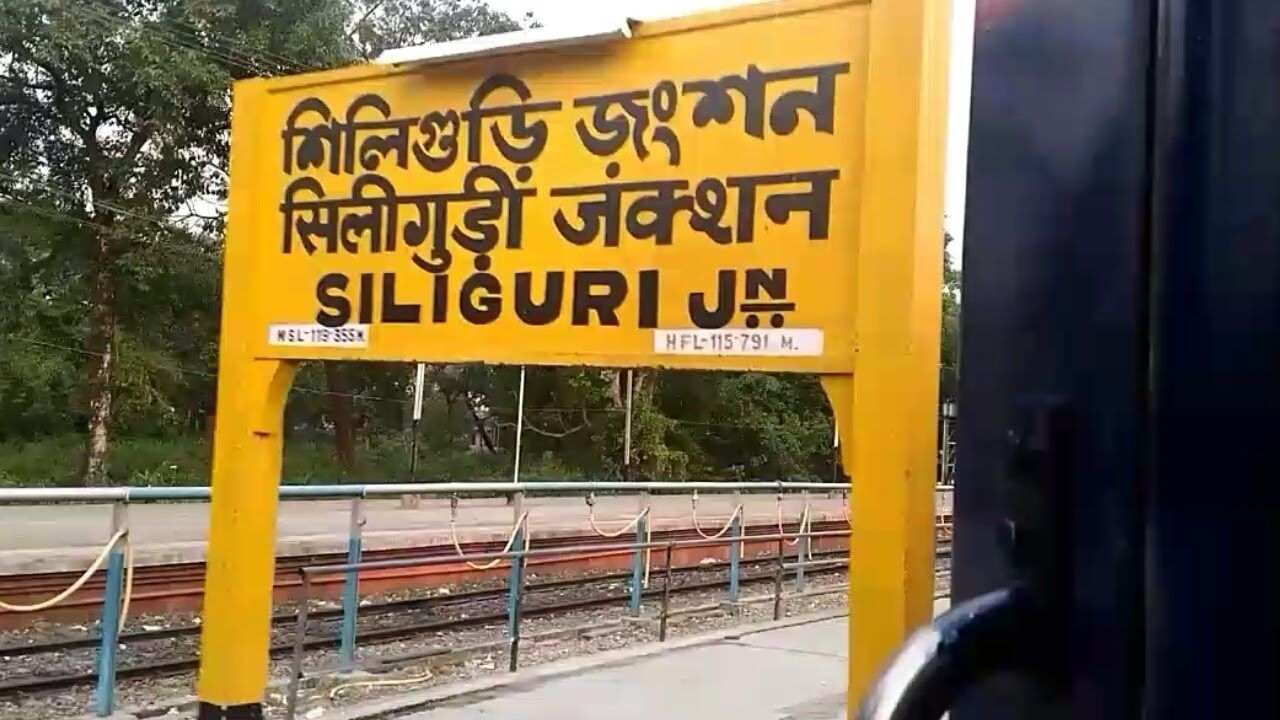 শিলিগুড়ি জংশন
सिलीगुड़ी जंक्शन
SILIGURI JN
MSL-119·355M
HFL-115·791 M.